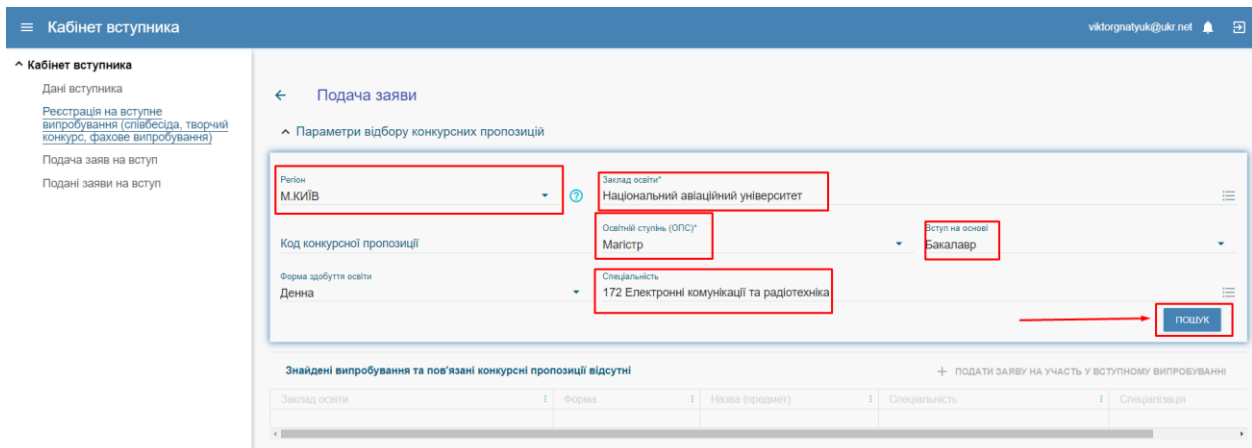 Кабінет вступника
viktorgnatyuk@ukr.net
Кабінет вступника
Дані вступника
Реєстрація на вступне
випробування (співбесіда, творчий
конкурс, фахове випробування)
Подача заяв на вступ
Подані заяви на вступ
Подача заяви
Параметри відбору конкурсних пропозицій
Регіон
М.КИЇВ
Заклад освіти*
Національний авіаційний університет
Код конкурсної пропозиції
Освітній ступінь (ОПС)*
Магістр
Вступ на основі
Бакалавр
Форма здобуття освіти
Денна
Спеціальність
172 Електронні комунікації та радіотехніка
ПОШУК
Знайдені випробування та пов'язані конкурсні пропозиції відсутні
+ ПОДАТИ ЗАЯВУ НА УЧАСТЬ У ВСТУПНОМУ ВИПРОБУВАННІ
Заклад освіти Форма Назва (предмет) Спеціальність Спеціалізація